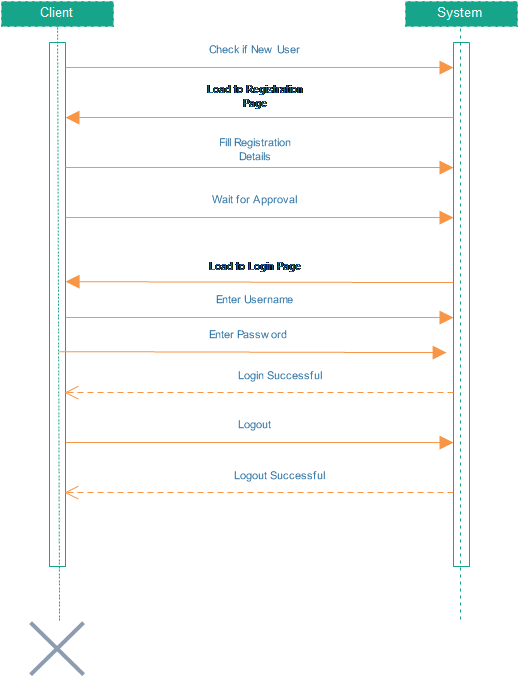 Client
System
Check if New User
Load to Registration
Page
Fill Registration
Details
Wait for Approval
Load to Login Page
Enter Username
Enter Password
Login Successful
Logout
Logout Successful